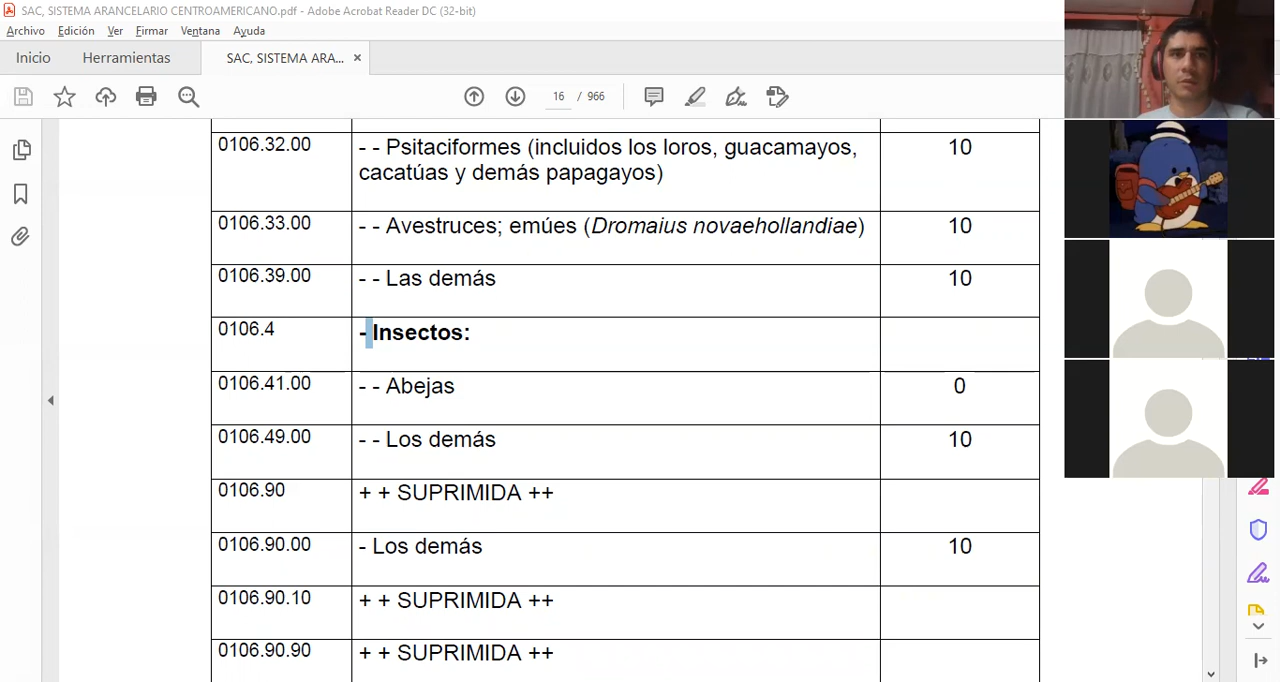 SAC, SISTEMA ARANCELARIO CENTROAMERICANO.pdf - Adobe Acrobat Reader DC (32-bit)
Archivo Edición Ver Firmar Ventana Ayuda
Inicio Herramientas SAC, SISTEMA ARA... ×
16 / 966
0106.32.00 - - Psitaciformes (incluidos los loros, guacamayos, 10
cacatúas y demás papagayos)
0106.33.00 - - Avestruces; emúes (Dromaius novaehollandiae) 10
0106.39.00 - - Las demás 10
0106.4 - Insectos:
0106.41.00 - - Abejas 0
0106.49.00 - - Los demás 10
0106.90 + + SUPRIMIDA ++
0106.90.00 - Los demás 10
0106.90.10 + + SUPRIMIDA ++
0106.90.90 + + SUPRIMIDA ++